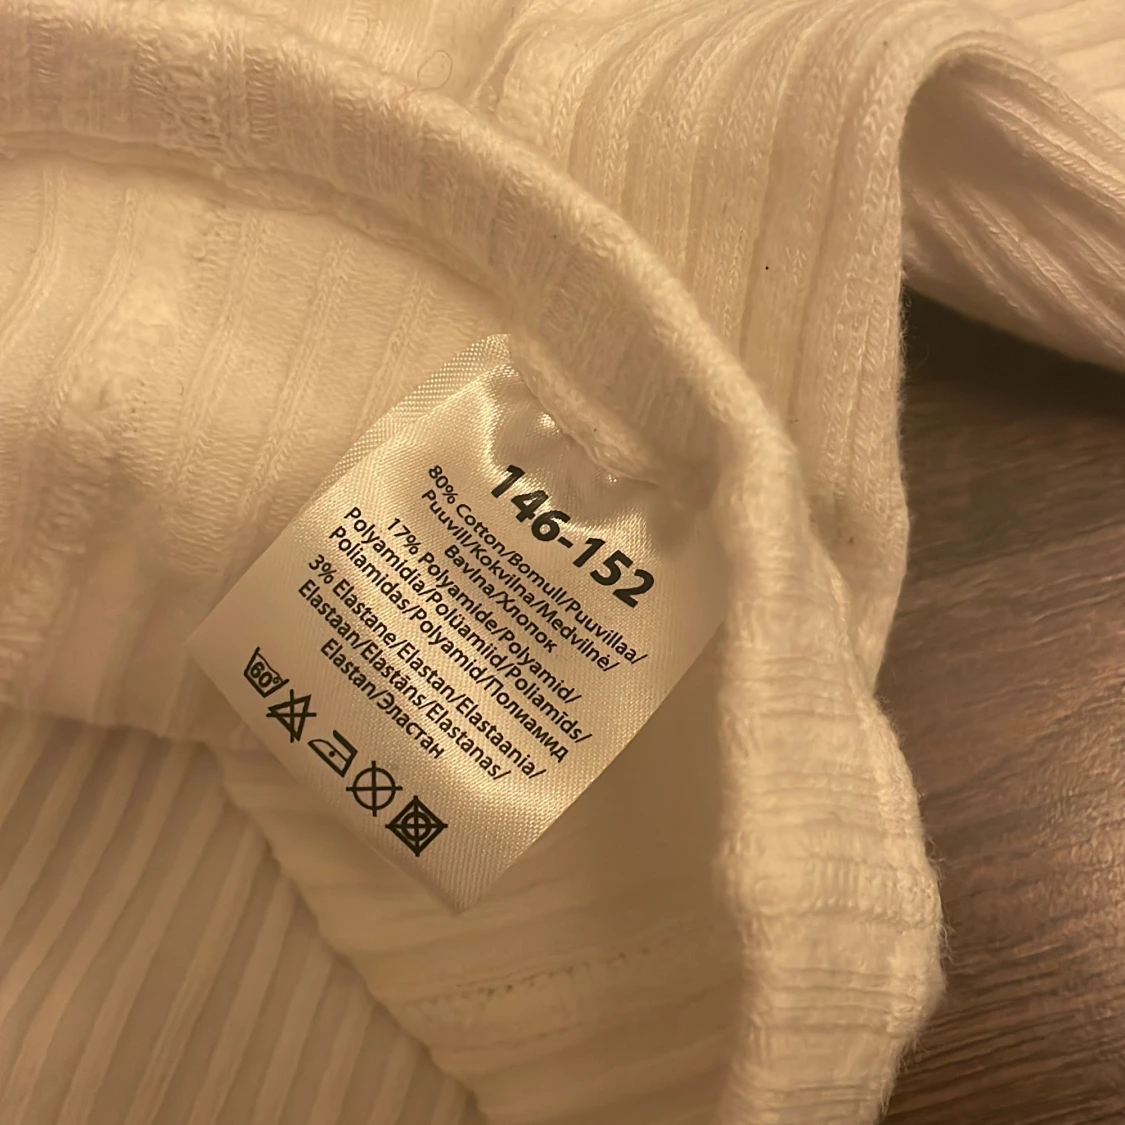 146-152
80% Cotton/Bomull/Puuvillaa/
Puuvill/Kokvilna/Medvilnė/
Bavlna/Хлопок
17% Polyamide/Polyamid/
Polyamidia/Polüamiid/Poliamīds/
Poliamidas/Polyamid/Полиамид
3% Elastane/Elastan/Elastaania/
Elastaan/Elastāns/Elastanas/
Elastan/Эластан
60°